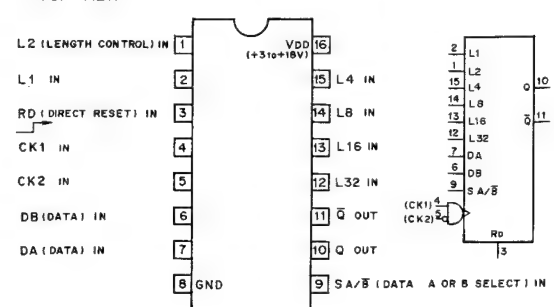 L2 (LENGTH CONTROL) IN 1
L1 IN 2
RD (DIRECT RESET) IN 3
CK1 IN 4
CK2 IN 5
DB (DATA) IN 6
DA (DATA) IN 7
8 GND
VDD 16
(+3 TO +18V)
15 L4 IN
14 L8 IN
13 L16 IN
12 L32 IN
11 Q̅ OUT
10 Q OUT
9 S A/B̅ (DATA A OR B SELECT) IN
2 L1
1 L2
15 L4
14 L8
13 L16
12 L32
7 DA
6 DB
9 S A/B̅
(CK1) 4
(CK2) 5
Q 10
Q̅ 11
RD
3